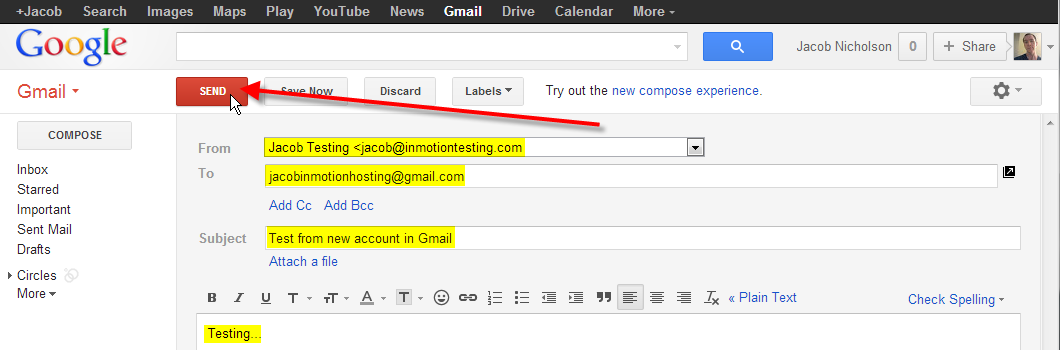 +Jacob Search Images Maps Play YouTube News Gmail Drive Calendar More
Google
Jacob Nicholson 0 + Share
Gmail SEND Save Now Discard Labels Try out the new compose experience.
COMPOSE
From Jacob Testing <jacob@inmotiontesting.com
To jacobinmotionhosting@gmail.com
Add Cc Add Bcc
Subject Test from new account in Gmail
Attach a file
Inbox
Starred
Important
Sent Mail
Drafts
Circles
More
B I U T TT A T « Plain Text Check Spelling
Testing...